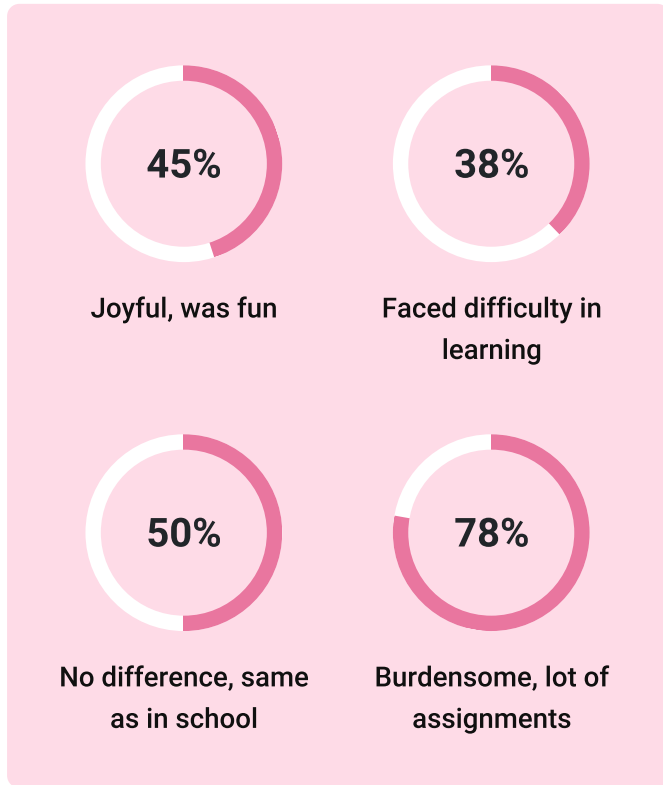 45%
Joyful, was fun
38%
Faced difficulty in
learning
50%
No difference, same
as in school
78%
Burdensome, lot of
assignments